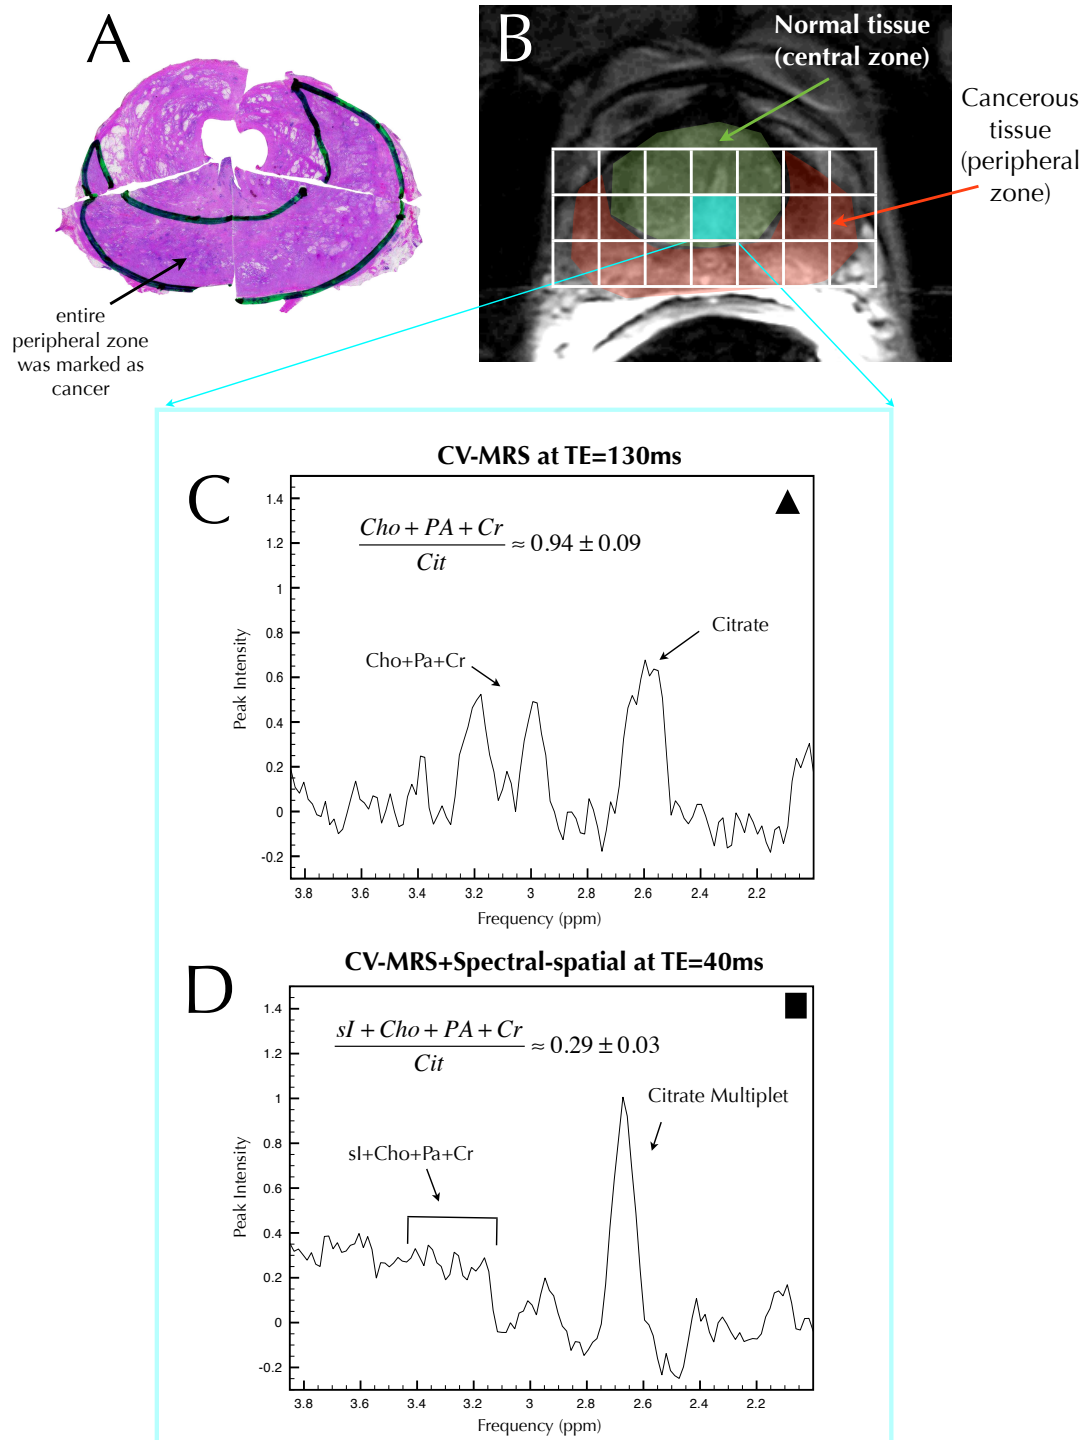 A
entire
peripheral zone
was marked as
cancer
B
Normal tissue
(central zone)
Cancerous
tissue
(peripheral
zone)
C
CV-MRS at TE=130ms
Cho + PA + Cr
Cit
≈ 0.94 ± 0.09
Cho+Pa+Cr
Citrate
Peak Intensity
1.4
1.2
1
0.8
0.6
0.4
0.2
0
-0.2
3.8 3.6 3.4 3.2 3 2.8 2.6 2.4 2.2
Frequency (ppm)
D
CV-MRS+Spectral-spatial at TE=40ms
sI + Cho + PA + Cr
Cit
≈ 0.29 ± 0.03
sI+Cho+Pa+Cr
Citrate Multiplet
Peak Intensity
1.4
1.2
1
0.8
0.6
0.4
0.2
0
-0.2
3.8 3.6 3.4 3.2 3 2.8 2.6 2.4 2.2
Frequency (ppm)